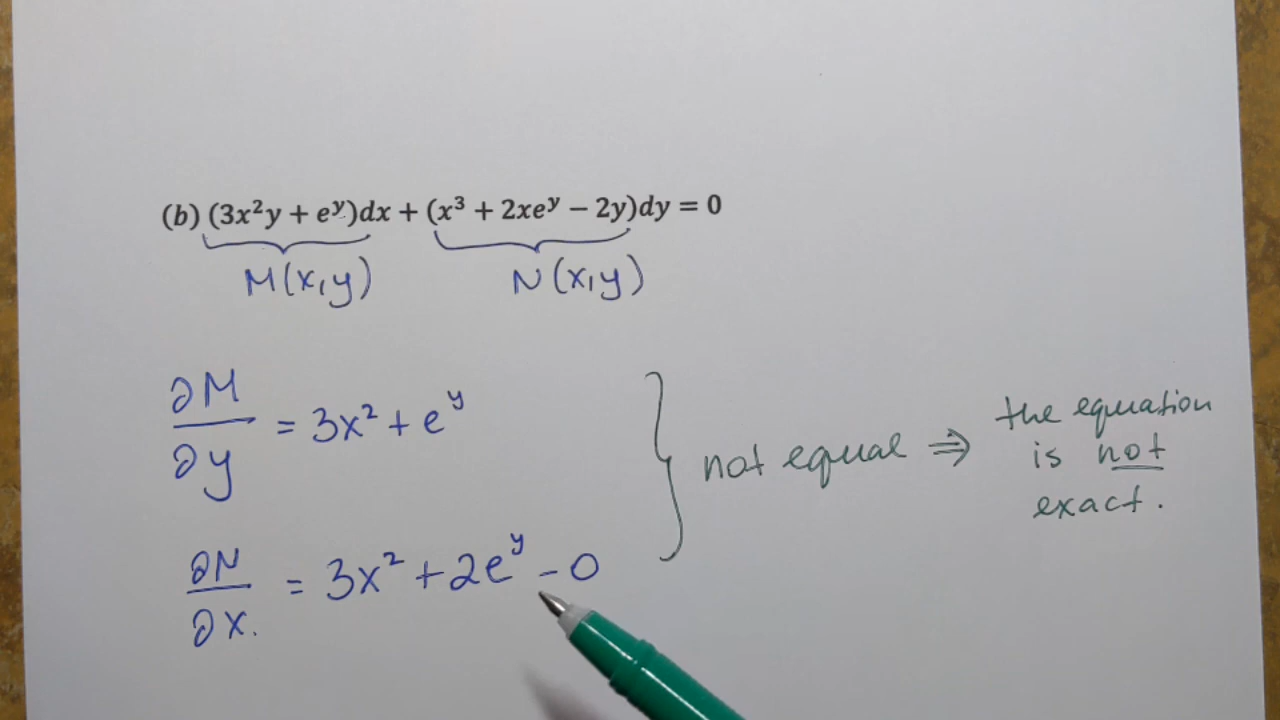 (b) (3x²y + eʸ)dx + (x³ + 2xeʸ − 2y)dy = 0
M(x,y) N(x,y)
∂M/∂y = 3x² + eʸ
∂N/∂x. = 3x² + 2eʸ − 0
not equal ⇒
the equation
is not
exact.